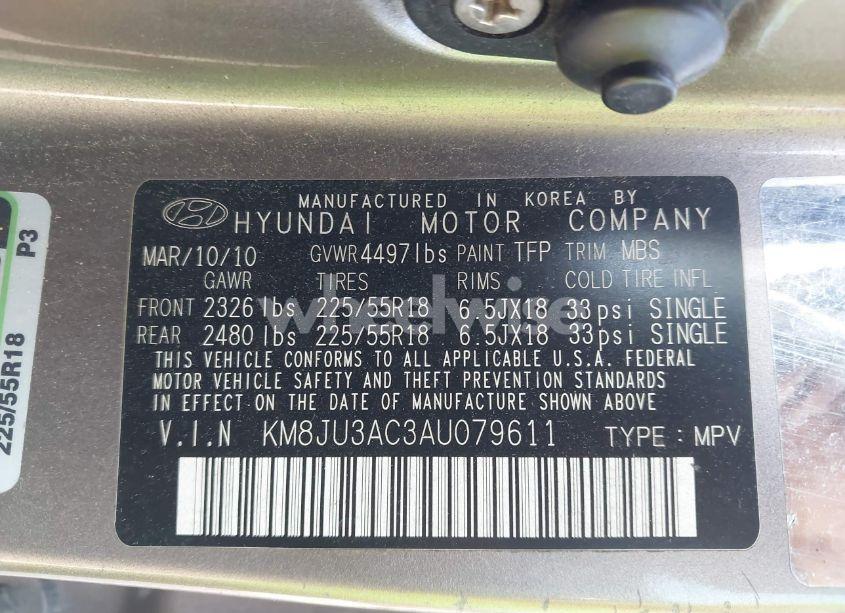 MANUFACTURED IN KOREA BY
HYUNDAI MOTOR COMPANY
MAR/10/10 GVWR 4497lbs PAINT TFP TRIM MBS
GAWR TIRES RIMS COLD TIRE INFL
FRONT 2326 lbs 225/55R18 6.5JX18 33psi SINGLE
REAR 2480 lbs 225/55R18 6.5JX18 33psi SINGLE
THIS VEHICLE CONFORMS TO ALL APPLICABLE U.S.A. FEDERAL
MOTOR VEHICLE SAFETY AND THEFT PREVENTION STANDARDS
IN EFFECT ON THE DATE OF MANUFACTURE SHOWN ABOVE.
V.I.N KM8JU3AC3AU079611 TYPE : MPV
225/55R18 P3
wheelwise